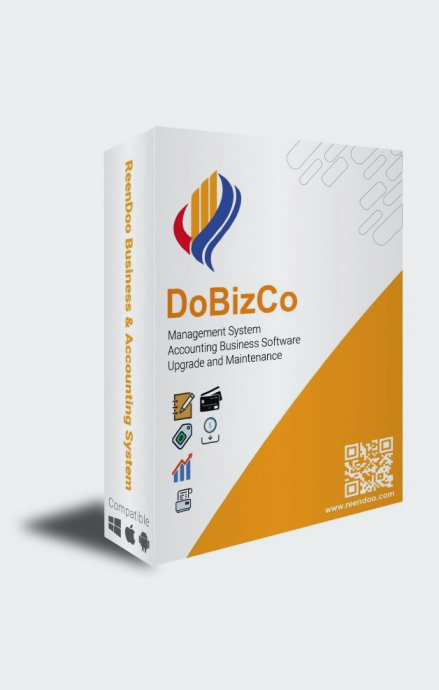 ReenDoo Business & Accounting System
Compatible
DoBizCo
Management System
Accounting Business Software
Upgrade and Maintenance
www.reendoo.com